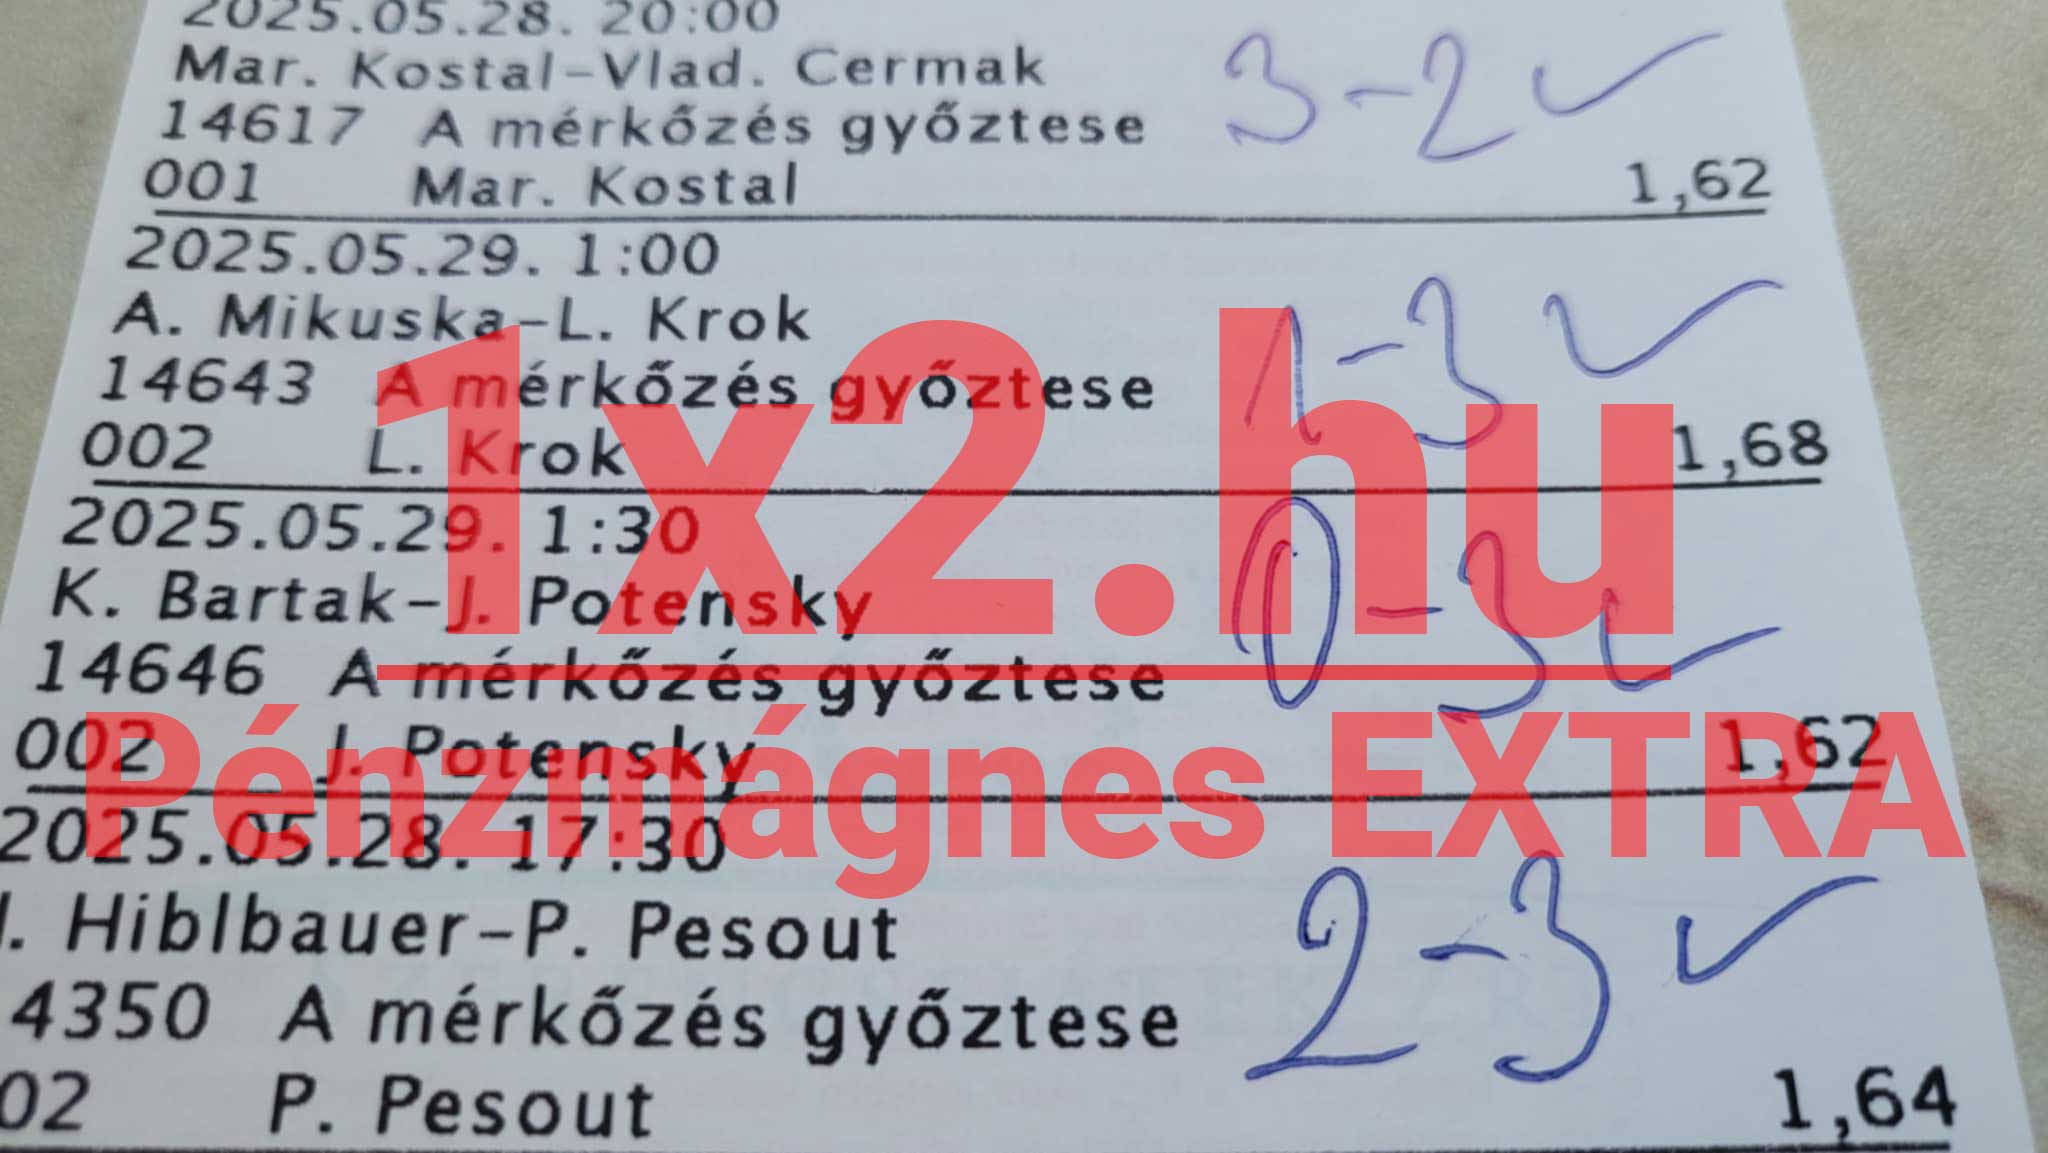 2025.05.28. 20:00
Mar. Kostal-Vlad. Cermak
14617 A mérkőzés győztese 3-2 ✓
001 Mar. Kostal 1,62
2025.05.29. 1:00
A. Mikuska-L. Krok
14643 A mérkőzés győztese 1-3 ✓
002 L. Krok 1,68
1x2.hu
2025.05.29. 1:30
K. Bartak-J. Potensky
14646 A mérkőzés győztese 0-3 ✓
002 J. Potensky 1,62
Pénzmágnes EXTRA
2025.05.28. 17:30
. Hiblbauer-P. Pesout
4350 A mérkőzés győztese 2-3 ✓
02 P. Pesout 1,64